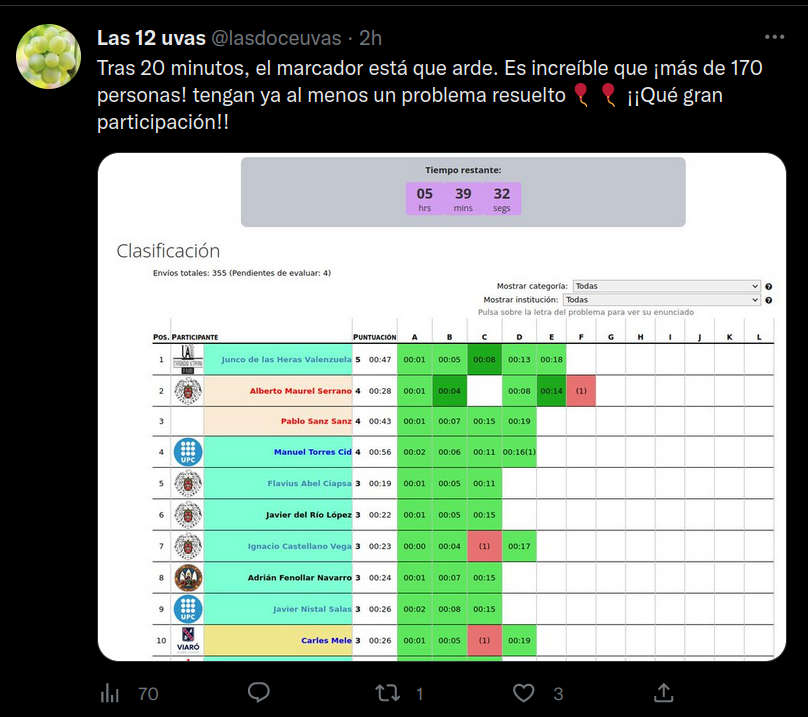 Las 12 uvas @lasdoceuvas · 2h
Tras 20 minutos, el marcador está que arde. Es increíble que ¡más de 170
personas! tengan ya al menos un problema resuelto 🎈 🎈 ¡¡Qué gran
participación!!
Tiempo restante:
05 39 32
hrs mins segs
Clasificación
Envíos totales: 355 (Pendientes de evaluar: 4)
Mostrar categoría: Todas
Mostrar institución: Todas
Pulsa sobre la letra del problema para ver su enunciado
POS. PARTICIPANTE PUNTUACIÓN A B C D E F G H I J K L
1 Junco de las Heras Valenzuela 5 00:47 00:01 00:05 00:08 00:13 00:18
2 Alberto Maurel Serrano 4 00:28 00:01 00:04 00:08 00:14 (1)
3 Pablo Sanz Sanz 4 00:43 00:01 00:07 00:15 00:19
4 UPC Manuel Torres Cid 4 00:56 00:02 00:06 00:11 00:16(1)
5 Flavius Abel Ciapsa 3 00:19 00:01 00:05 00:11
6 Javier del Río López 3 00:22 00:01 00:05 00:15
7 Ignacio Castellano Vega 3 00:23 00:00 00:04 (1) 00:17
8 Adrián Fenollar Navarro 3 00:24 00:01 00:07 00:15
9 UPC Javier Nistal Salas 3 00:26 00:02 00:08 00:15
10 VIARÓ Carles Mele 3 00:26 00:01 00:05 (1) 00:19
70 1 3